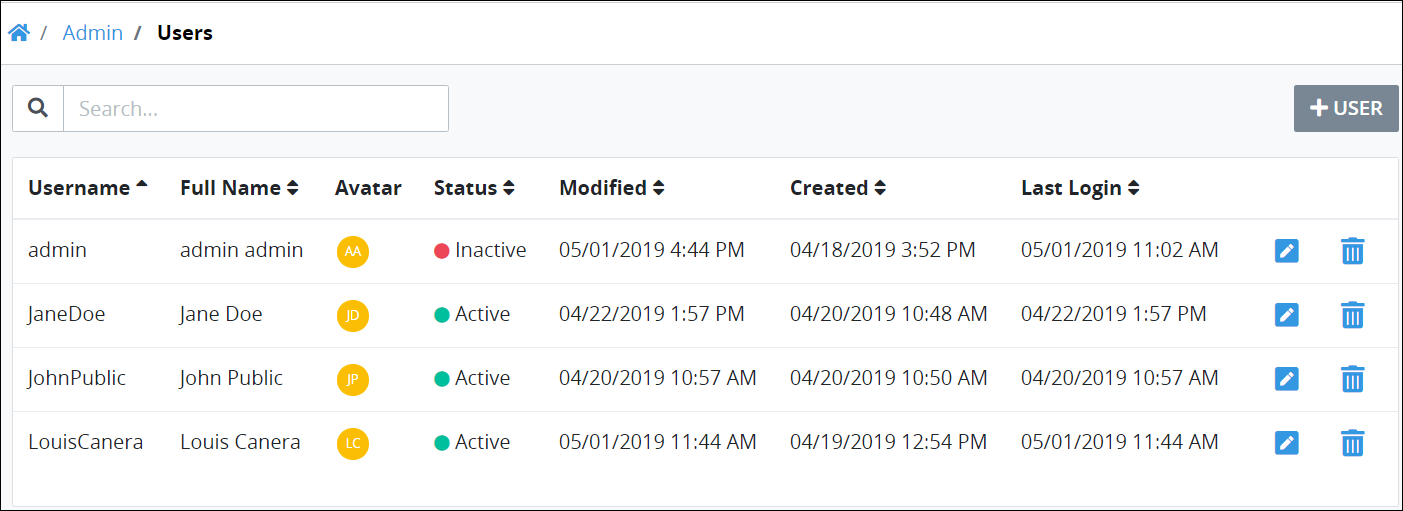 / Admin / Users
Search...
+ USER
Username Full Name Avatar Status Modified Created Last Login
admin admin admin AA Inactive 05/01/2019 4:44 PM 04/18/2019 3:52 PM 05/01/2019 11:02 AM
JaneDoe Jane Doe JD Active 04/22/2019 1:57 PM 04/20/2019 10:48 AM 04/22/2019 1:57 PM
JohnPublic John Public JP Active 04/20/2019 10:57 AM 04/20/2019 10:50 AM 04/20/2019 10:57 AM
LouisCanera Louis Canera LC Active 05/01/2019 11:44 AM 04/19/2019 12:54 PM 05/01/2019 11:44 AM